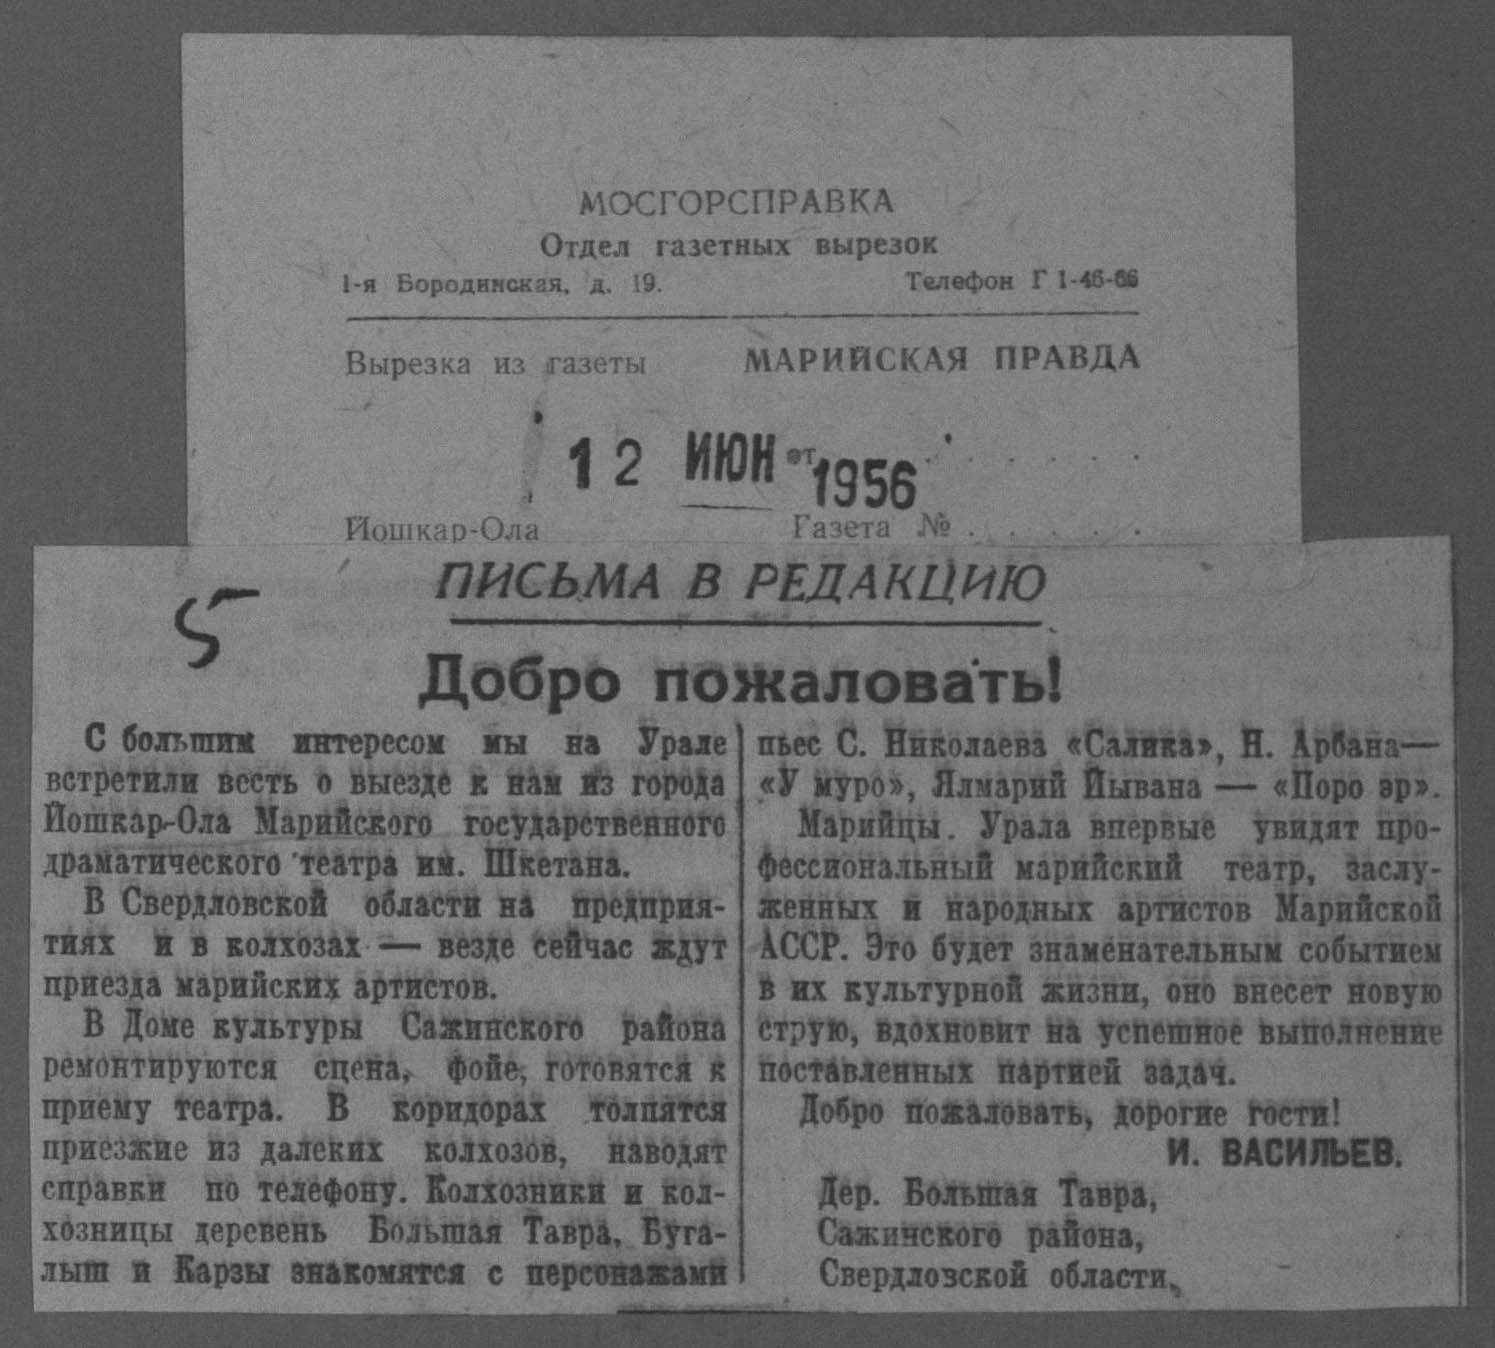 МОСГОРСПРАВКА
Отдел газетных вырезок
1-я Бородинская, д. 19.
Телефон Г 1-46-66
Вырезка из газеты
МАРИЙСКАЯ ПРАВДА
12 ИЮН от 1956
Йошкар-Ола
Газета №
5
ПИСЬМА В РЕДАКЦИЮ
Добро пожаловать!
С большим интересом мы на Урале
встретили весть о выезде к нам из города
Йошкар-Ола Марийского государственного
драматического театра им. Шкетана.
В Свердловской области на предприя-
тиях и в колхозах — везде сейчас ждут
приезда марийских артистов.
В Доме культуры Сажинского района
ремонтируются сцена, фойе, готовятся к
приему театра. В коридорах толпятся
приезжие из далеких колхозов, наводят
справки по телефону. Колхозники и кол-
хозницы деревень Большая Тавра, Буга-
лыш и Карзы знакомятся с персонажами
пьес С. Николаева «Салика», Н. Арбана—
«У муро», Ялмарий Йывана — «Поро эр».
Марийцы Урала впервые увидят про-
фессиональный марийский театр, заслу-
женных и народных артистов Марийской
АССР. Это будет знаменательным событием
в их культурной жизни, оно внесет новую
струю, вдохновит на успешное выполнение
поставленных партией задач.
Добро пожаловать, дорогие гости!
И. ВАСИЛЬЕВ.
Дер. Большая Тавра,
Сажинского района,
Свердловской области.